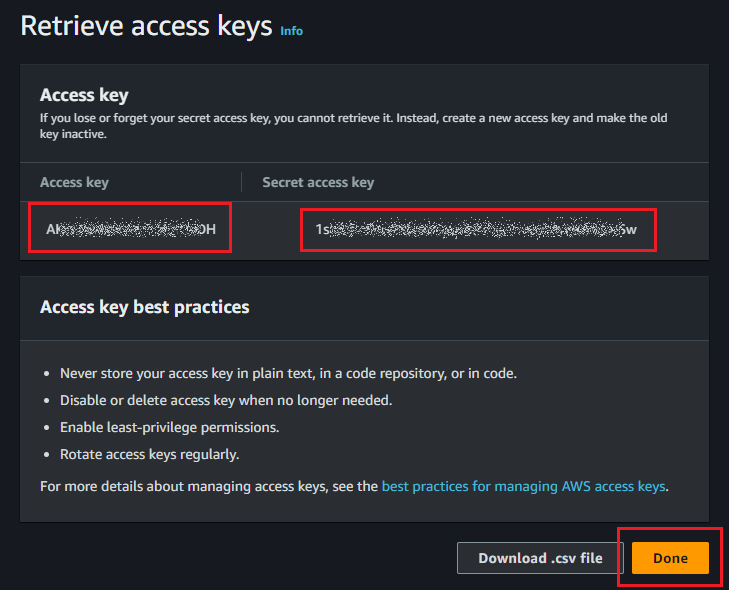 Retrieve access keys Info
Access key
If you lose or forget your secret access key, you cannot retrieve it. Instead, create a new access key and make the old
key inactive.
Access key Secret access key
Access key best practices
Never store your access key in plain text, in a code repository, or in code.
Disable or delete access key when no longer needed.
Enable least-privilege permissions.
Rotate access keys regularly.
For more details about managing access keys, see the best practices for managing AWS access keys.
Download .csv file Done